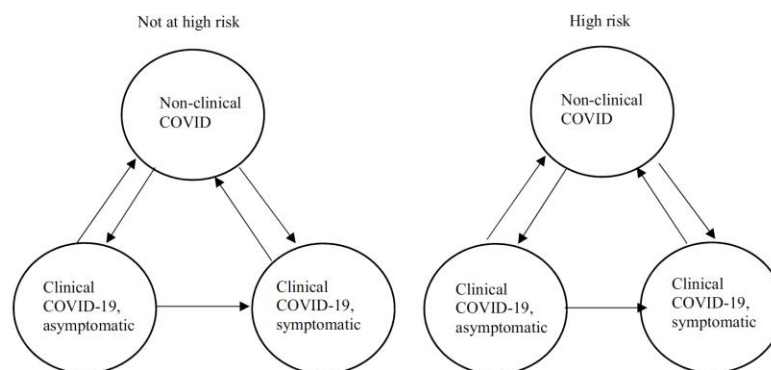 Not at high risk
High risk
Non-clinical
COVID
Non-clinical
COVID
Clinical
COVID-19,
asymptomatic
Clinical
COVID-19,
symptomatic
Clinical
COVID-19,
asymptomatic
Clinical
COVID-19,
symptomatic